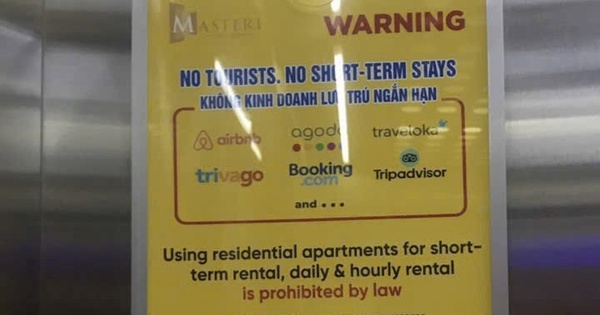 MASTERI
WARNING
NO TOURISTS. NO SHORT-TERM STAYS
KHÔNG KINH DOANH LƯU TRÚ NGẮN HẠN
airbnb agoda traveloka
trivago Booking.com Tripadvisor
and •••
Using residential apartments for short-
term rental, daily & hourly rental
is prohibited by law